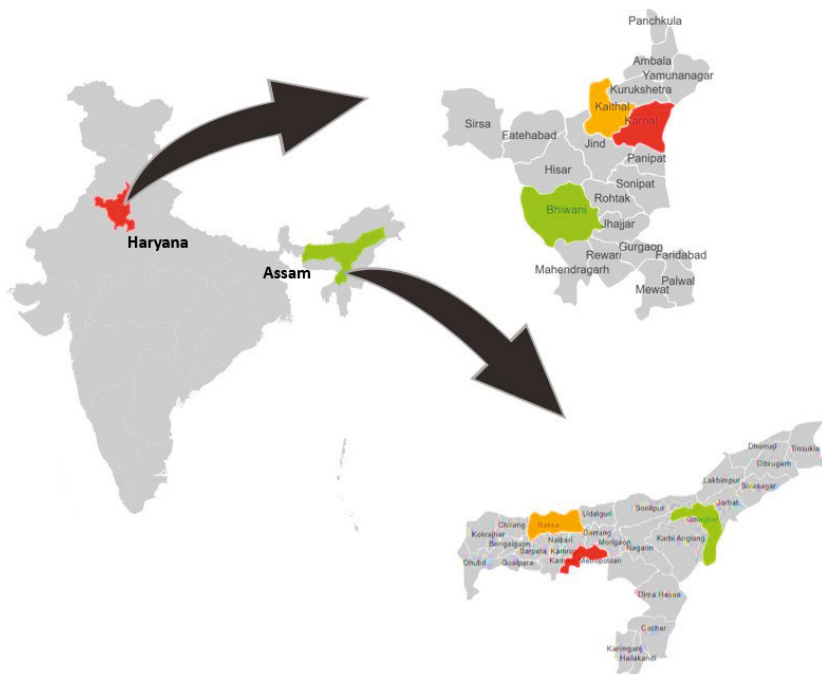 Haryana
Assam
Panchkula
Ambala
Yamunanagar
Kurukshetra
Kaithal
Karnal
Sirsa
Fatehabad
Jind
Panipat
Hisar
Sonipat
Rohtak
Bhiwani
Jhajjar
Gurgaon
Rewari
Faridabad
Mahendragarh
Palwal
Mewat
Dhemaji
Tinsukia
Dibrugarh
Lakhimpur
Sivasagar
Sonitpur
Jorhat
Golaghat
Udalguri
Baksa
Chirang
Kokrajhar
Darrang
Nalbari
Morigaon
Karbi Anglong
Bongaigaon
Barpeta
Kamrup
Nagaon
Dhubri
Goalpara
Kamrup Metropolitan
Dima Hasao
Cachar
Karimganj
Hailakandi